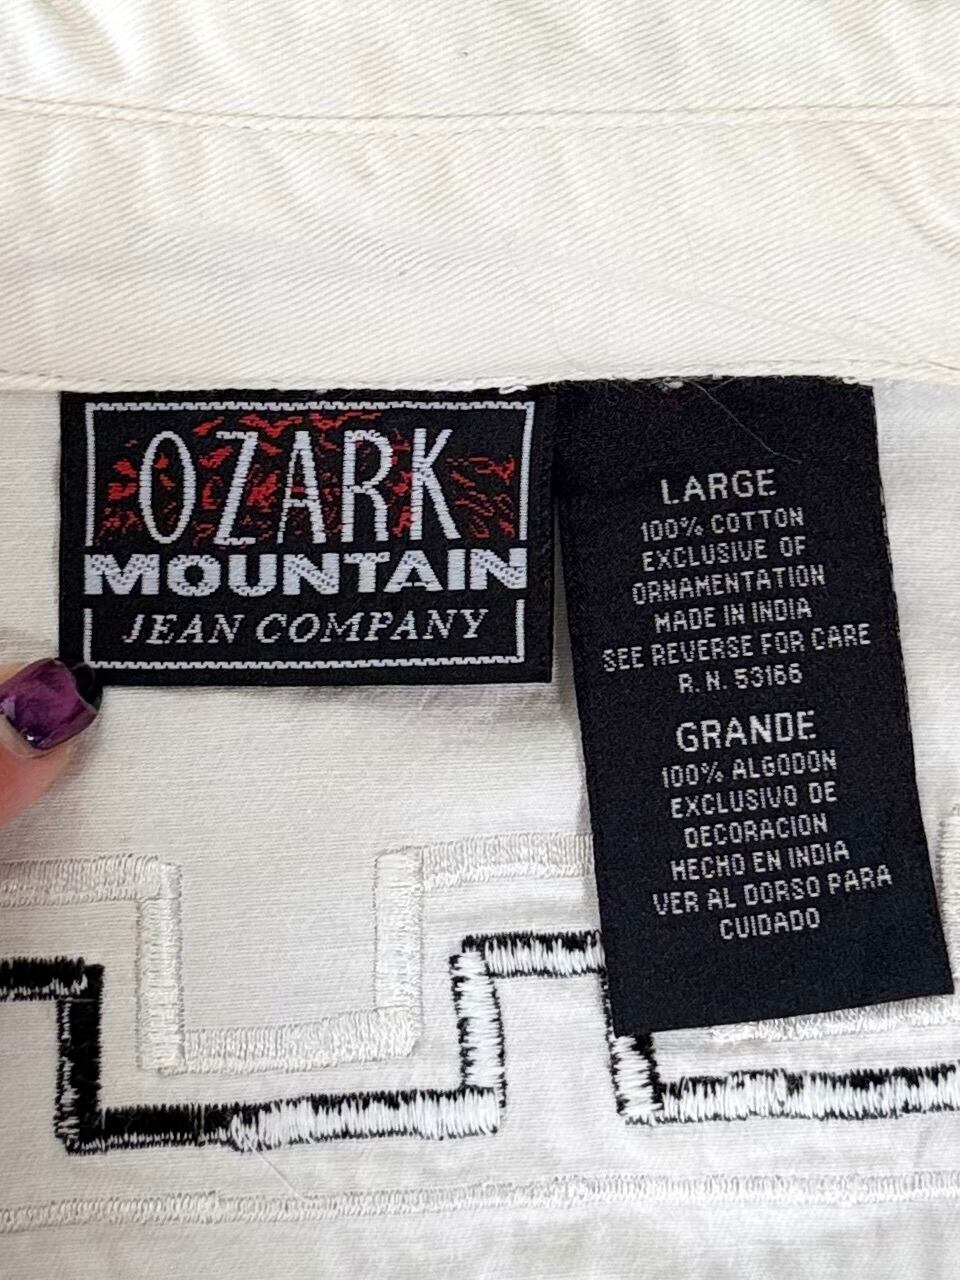 OZARK
MOUNTAIN
JEAN COMPANY
LARGE
100% COTTON
EXCLUSIVE OF
ORNAMENTATION
MADE IN INDIA
SEE REVERSE FOR CARE
R. N. 53166
GRANDE
100% ALGODON
EXCLUSIVO DE
DECORACION
HECHO EN INDIA
VER AL DORSO PARA
CUIDADO